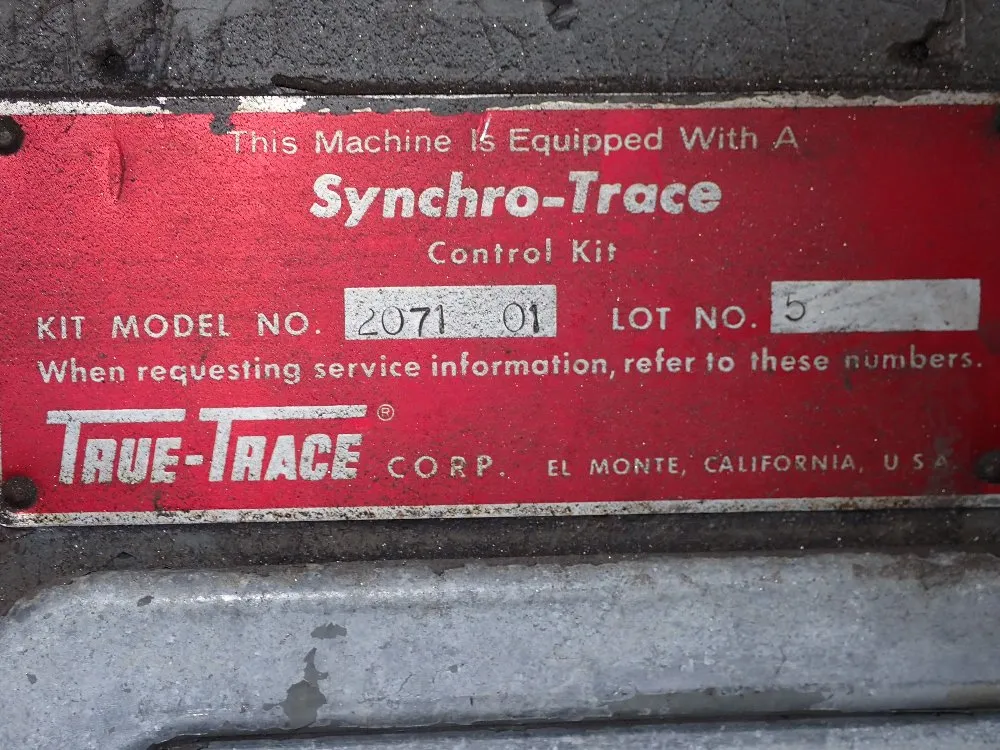 This Machine Is Equipped With A
Synchro-Trace
Control Kit
KIT MODEL NO. 2071 01 LOT NO. 5
When requesting service information, refer to these numbers.
TRUE-TRACE® CORP. EL MONTE, CALIFORNIA, U S A.